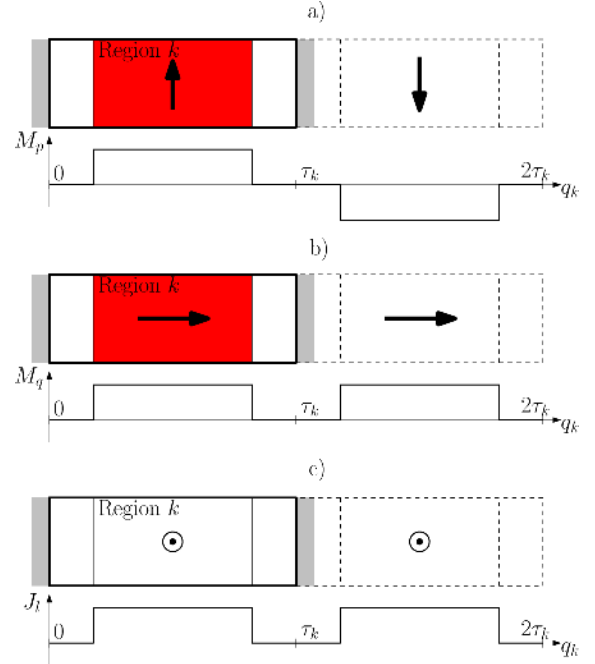 a)
Region k
M_p
0
τ_k
2τ_k
q_k
b)
Region k
M_q
0
τ_k
2τ_k
q_k
c)
Region k
J_l
0
τ_k
2τ_k
q_k